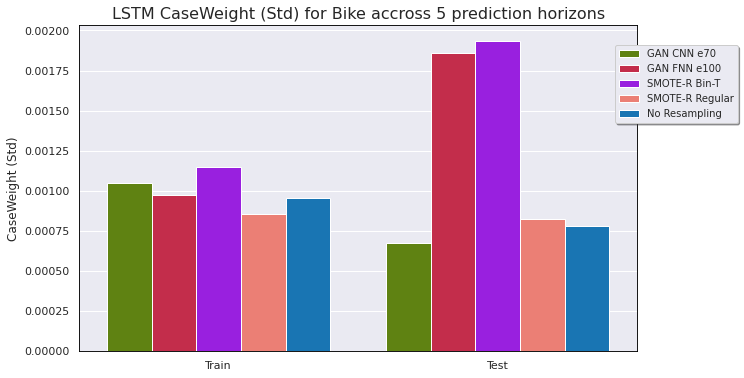 LSTM CaseWeight (Std) for Bike accross 5 prediction horizons
CaseWeight (Std)
0.00200
0.00175
0.00150
0.00125
0.00100
0.00075
0.00050
0.00025
0.00000
Train
Test
GAN CNN e70
GAN FNN e100
SMOTE-R Bin-T
SMOTE-R Regular
No Resampling